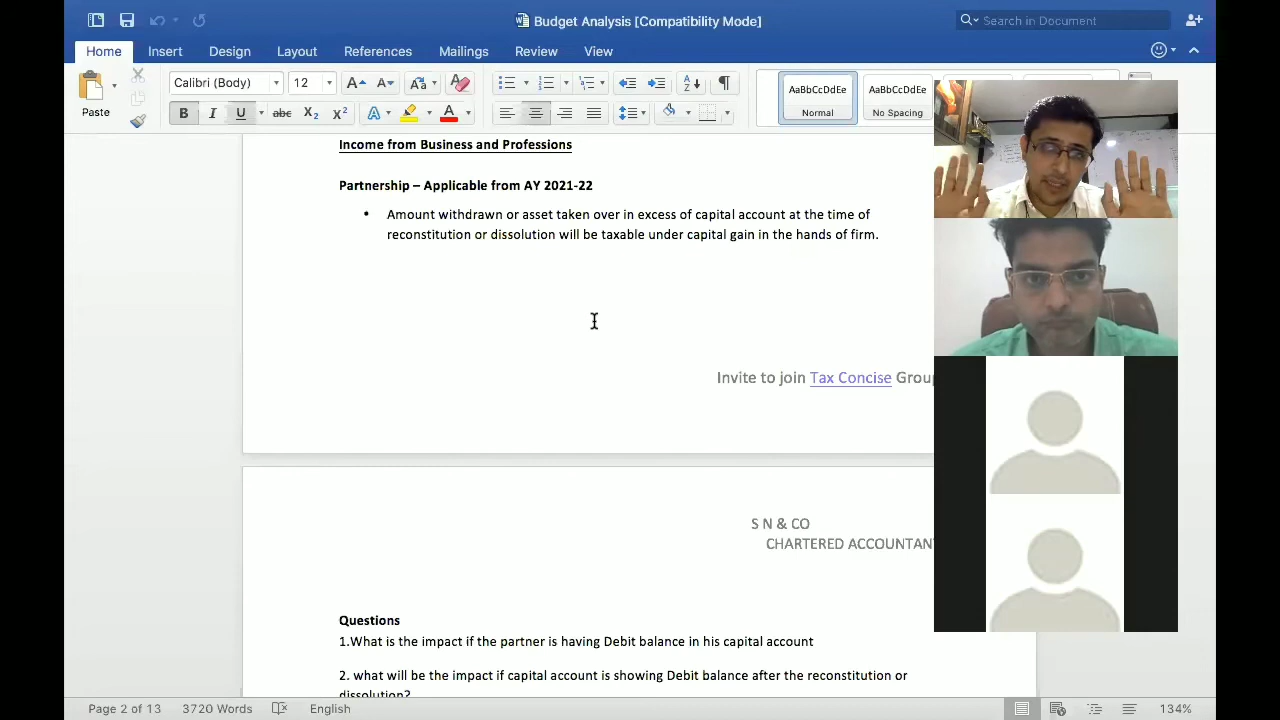 Budget Analysis [Compatibility Mode]
Search in Document
Home Insert Design Layout References Mailings Review View
Paste
Calibri (Body) 12
AaBbCcDdEe AaBbCcDdEe
Normal No Spacing
Income from Business and Professions
Partnership – Applicable from AY 2021-22
• Amount withdrawn or asset taken over in excess of capital account at the time of
reconstitution or dissolution will be taxable under capital gain in the hands of firm.
Invite to join Tax Concise Group
S N & CO
CHARTERED ACCOUNTAN
Questions
1.What is the impact if the partner is having Debit balance in his capital account
2. what will be the impact if capital account is showing Debit balance after the reconstitution or
dissolution?
Page 2 of 13 3720 Words English 134%